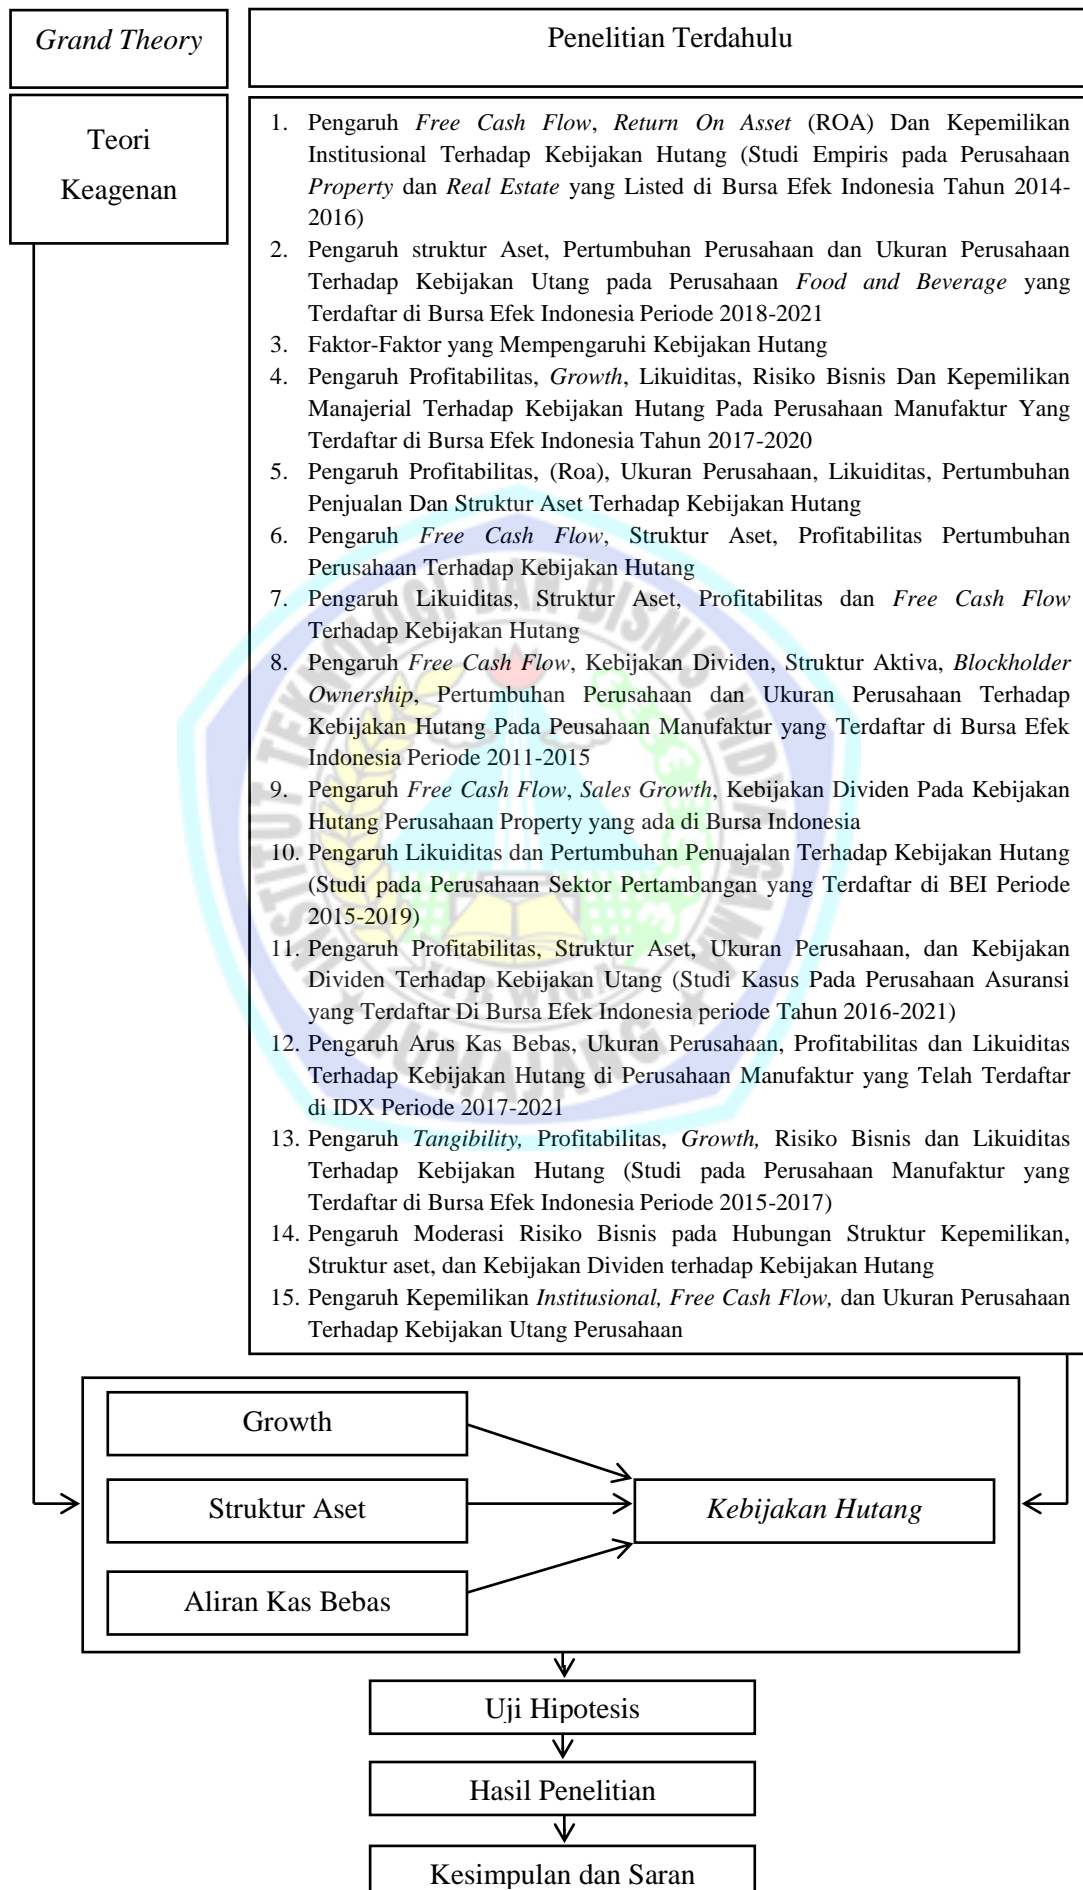 Grand Theory
Penelitian Terdahulu
Teori
Keagenan
1. Pengaruh Free Cash Flow, Return On Asset (ROA) Dan Kepemilikan
Institusional Terhadap Kebijakan Hutang (Studi Empiris pada Perusahaan
Property dan Real Estate yang Listed di Bursa Efek Indonesia Tahun 2014-
2016)
2. Pengaruh struktur Aset, Pertumbuhan Perusahaan dan Ukuran Perusahaan
Terhadap Kebijakan Utang pada Perusahaan Food and Beverage yang
Terdaftar di Bursa Efek Indonesia Periode 2018-2021
3. Faktor-Faktor yang Mempengaruhi Kebijakan Hutang
4. Pengaruh Profitabilitas, Growth, Likuiditas, Risiko Bisnis Dan Kepemilikan
Manajerial Terhadap Kebijakan Hutang Pada Perusahaan Manufaktur Yang
Terdaftar di Bursa Efek Indonesia Tahun 2017-2020
5. Pengaruh Profitabilitas, (Roa), Ukuran Perusahaan, Likuiditas, Pertumbuhan
Penjualan Dan Struktur Aset Terhadap Kebijakan Hutang
6. Pengaruh Free Cash Flow, Struktur Aset, Profitabilitas Pertumbuhan
Perusahaan Terhadap Kebijakan Hutang
7. Pengaruh Likuiditas, Struktur Aset, Profitabilitas dan Free Cash Flow
Terhadap Kebijakan Hutang
8. Pengaruh Free Cash Flow, Kebijakan Dividen, Struktur Aktiva, Blockholder
Ownership, Pertumbuhan Perusahaan dan Ukuran Perusahaan Terhadap
Kebijakan Hutang Pada Peusahaan Manufaktur yang Terdaftar di Bursa Efek
Indonesia Periode 2011-2015
9. Pengaruh Free Cash Flow, Sales Growth, Kebijakan Dividen Pada Kebijakan
Hutang Perusahaan Property yang ada di Bursa Indonesia
10. Pengaruh Likuiditas dan Pertumbuhan Penuajalan Terhadap Kebijakan Hutang
(Studi pada Perusahaan Sektor Pertambangan yang Terdaftar di BEI Periode
2015-2019)
11. Pengaruh Profitabilitas, Struktur Aset, Ukuran Perusahaan, dan Kebijakan
Dividen Terhadap Kebijakan Utang (Studi Kasus Pada Perusahaan Asuransi
yang Terdaftar Di Bursa Efek Indonesia periode Tahun 2016-2021)
12. Pengaruh Arus Kas Bebas, Ukuran Perusahaan, Profitabilitas dan Likuiditas
Terhadap Kebijakan Hutang di Perusahaan Manufaktur yang Telah Terdaftar
di IDX Periode 2017-2021
13. Pengaruh Tangibility, Profitabilitas, Growth, Risiko Bisnis dan Likuiditas
Terhadap Kebijakan Hutang (Studi pada Perusahaan Manufaktur yang
Terdaftar di Bursa Efek Indonesia Periode 2015-2017)
14. Pengaruh Moderasi Risiko Bisnis pada Hubungan Struktur Kepemilikan,
Struktur aset, dan Kebijakan Dividen terhadap Kebijakan Hutang
15. Pengaruh Kepemilikan Institusional, Free Cash Flow, dan Ukuran Perusahaan
Terhadap Kebijakan Utang Perusahaan
INSTITUT TEKNOLOGI DAN BISNIS WIDYA GAMA
LUMAJANG
Growth
Struktur Aset
Kebijakan Hutang
Aliran Kas Bebas
Uji Hipotesis
Hasil Penelitian
Kesimpulan dan Saran